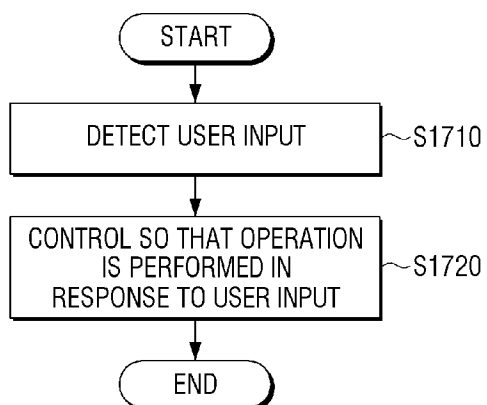 START
DETECT USER INPUT
S1710
CONTROL SO THAT OPERATION
IS PERFORMED IN
RESPONSE TO USER INPUT
S1720
END